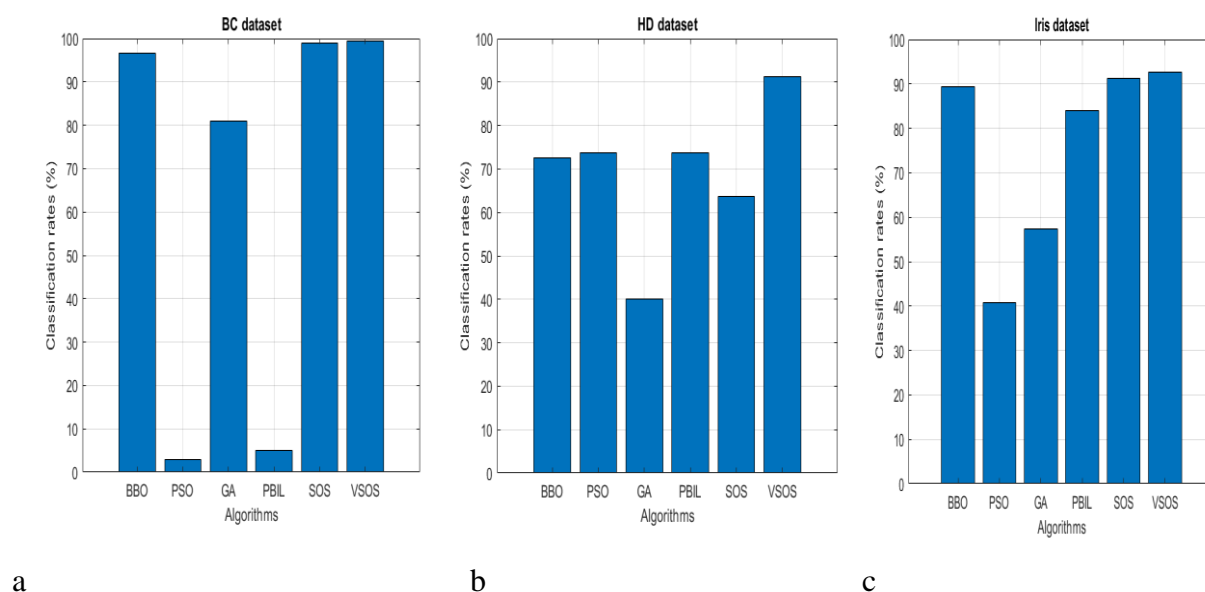 BC dataset
100
90
80
70
60
50
40
30
20
10
0
Classification rates (%)
BBO PSO GA PBIL SOS VSOS
Algorithms
a
HD dataset
100
90
80
70
60
50
40
30
20
10
0
Classification rates (%)
BBO PSO GA PBIL SOS VSOS
Algorithms
b
Iris dataset
100
90
80
70
60
50
40
30
20
10
0
Classification rates (%)
BBO PSO GA PBIL SOS VSOS
Algorithms
c